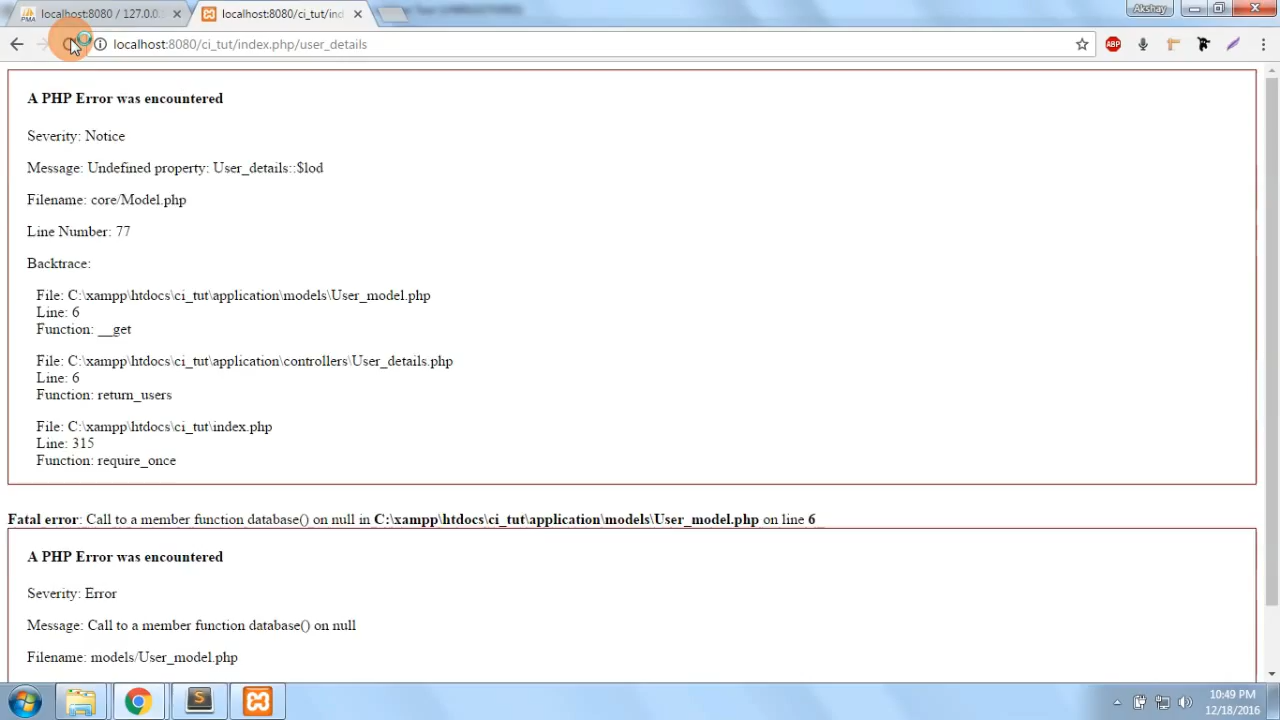 localhost:8080 / 127.0.0.
localhost:8080/ci_tut/ind
Akshay
localhost:8080/ci_tut/index.php/user_details
ABP
A PHP Error was encountered
Severity: Notice
Message: Undefined property: User_details::$lod
Filename: core/Model.php
Line Number: 77
Backtrace:
File: C:\xampp\htdocs\ci_tut\application\models\User_model.php
Line: 6
Function: __get
File: C:\xampp\htdocs\ci_tut\application\controllers\User_details.php
Line: 6
Function: return_users
File: C:\xampp\htdocs\ci_tut\index.php
Line: 315
Function: require_once
Fatal error: Call to a member function database() on null in C:\xampp\htdocs\ci_tut\application\models\User_model.php on line 6
A PHP Error was encountered
Severity: Error
Message: Call to a member function database() on null
Filename: models/User_model.php
10:49 PM
12/18/2016